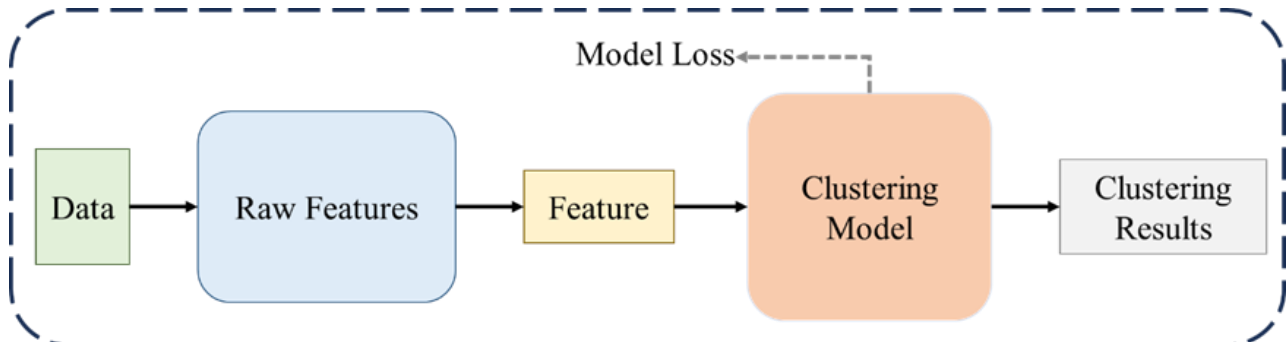 Model Loss
Data
Raw Features
Feature
Clustering
Model
Clustering
Results